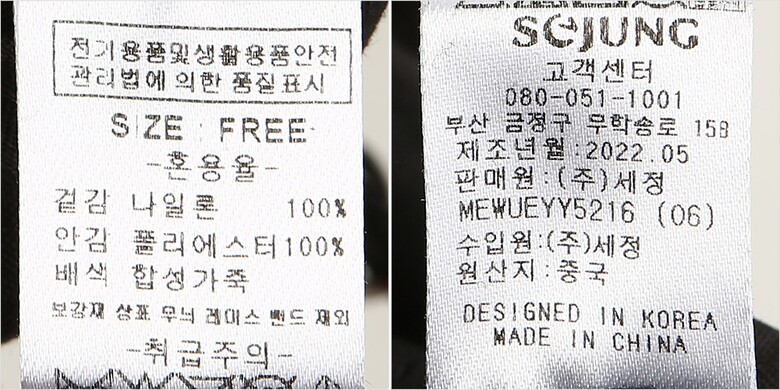 전기용품및생활용품안전
관리법에 의한 품질표시
SIZE : FREE
-혼용율-
겉감 나일론 100%
안감 폴리에스터 100%
배색 합성가죽
보강재 상표 무늬 레이스 밴드 제외
-취급주의-
SEJUNG
고객센터
080-051-1001
부산 금정구 무학송로 158
제조년월:2022.05
판매원:(주)세정
MEWUEYY5216 (06)
수입원:(주)세정
원산지:중국
DESIGNED IN KOREA
MADE IN CHINA